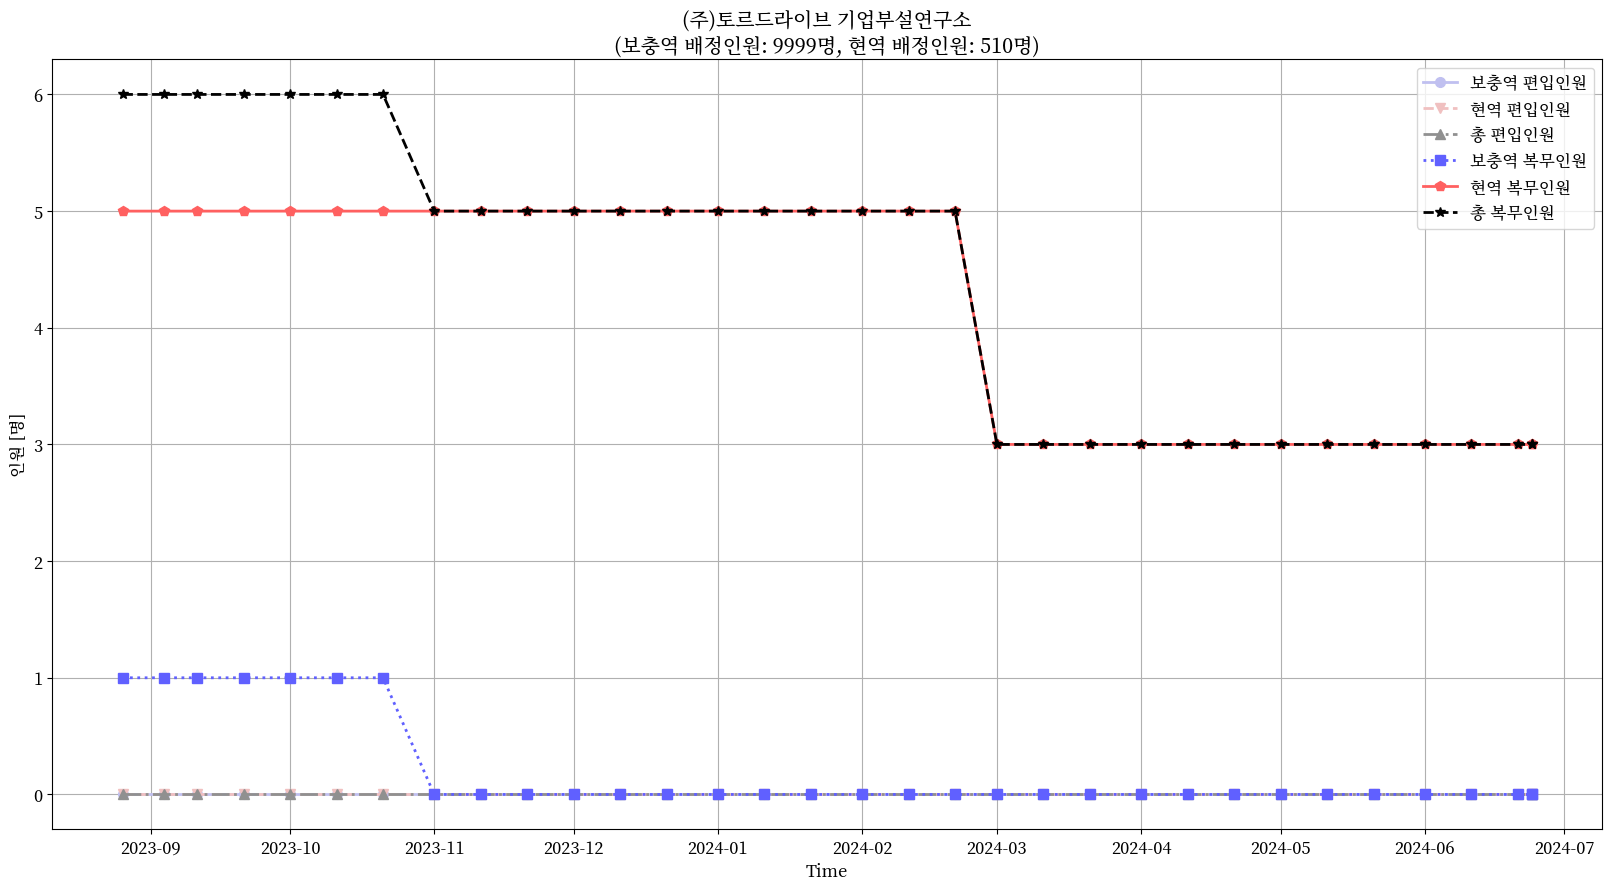 (주)토르드라이브 기업부설연구소
(보충역 배정인원: 9999명, 현역 배정인원: 510명)
보충역 편입인원
현역 편입인원
총 편입인원
보충역 복무인원
현역 복무인원
총 복무인원
인원 [명]
6
5
4
3
2
1
0
2023-09 2023-10 2023-11 2023-12 2024-01 2024-02 2024-03 2024-04 2024-05 2024-06 2024-07
Time